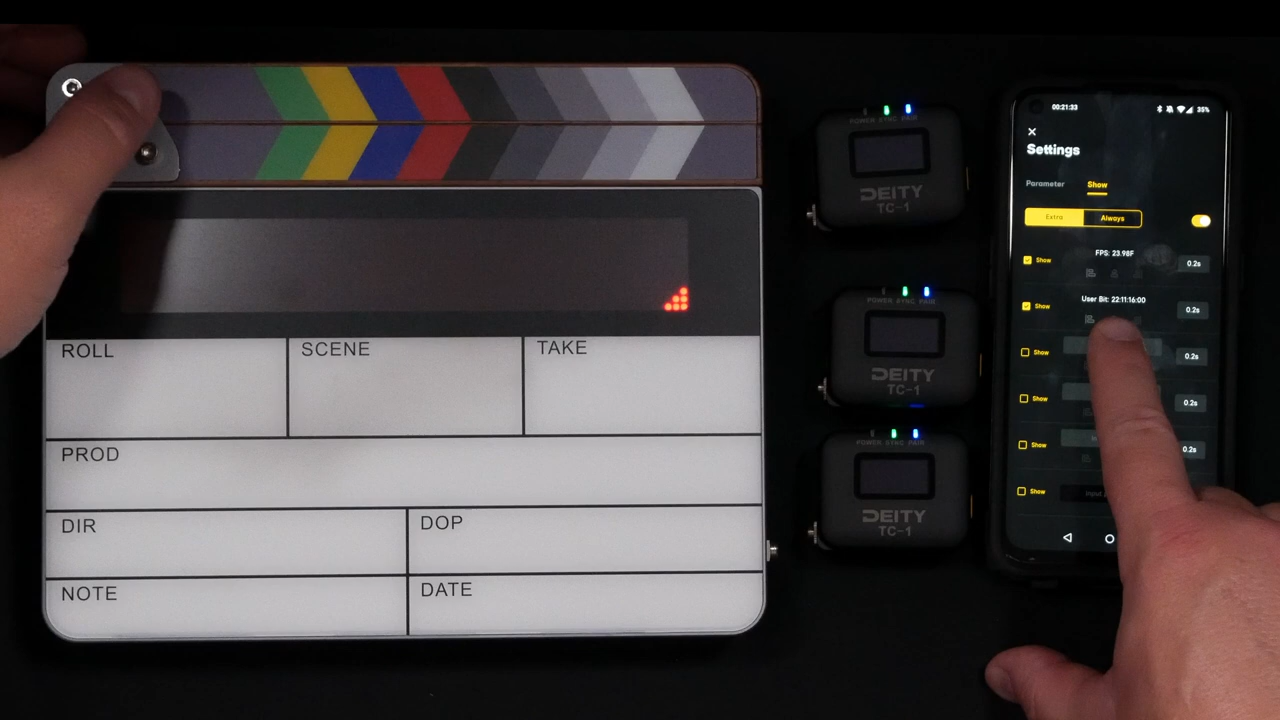 ROLL
SCENE
TAKE
PROD
DIR
DOP
NOTE
DATE
POWER SYNC PAIR
DEITY
TC-1
POWER SYNC PAIR
DEITY
TC-1
POWER SYNC PAIR
DEITY
TC-1
00:21:33
35%
Settings
Parameter Show
Extra Always
Show FPS: 23.98F 0.2s
Show User Bit: 22:11:16:00 0.2s
Show 0.2s
Show 0.2s
Show 0.2s
Show Input